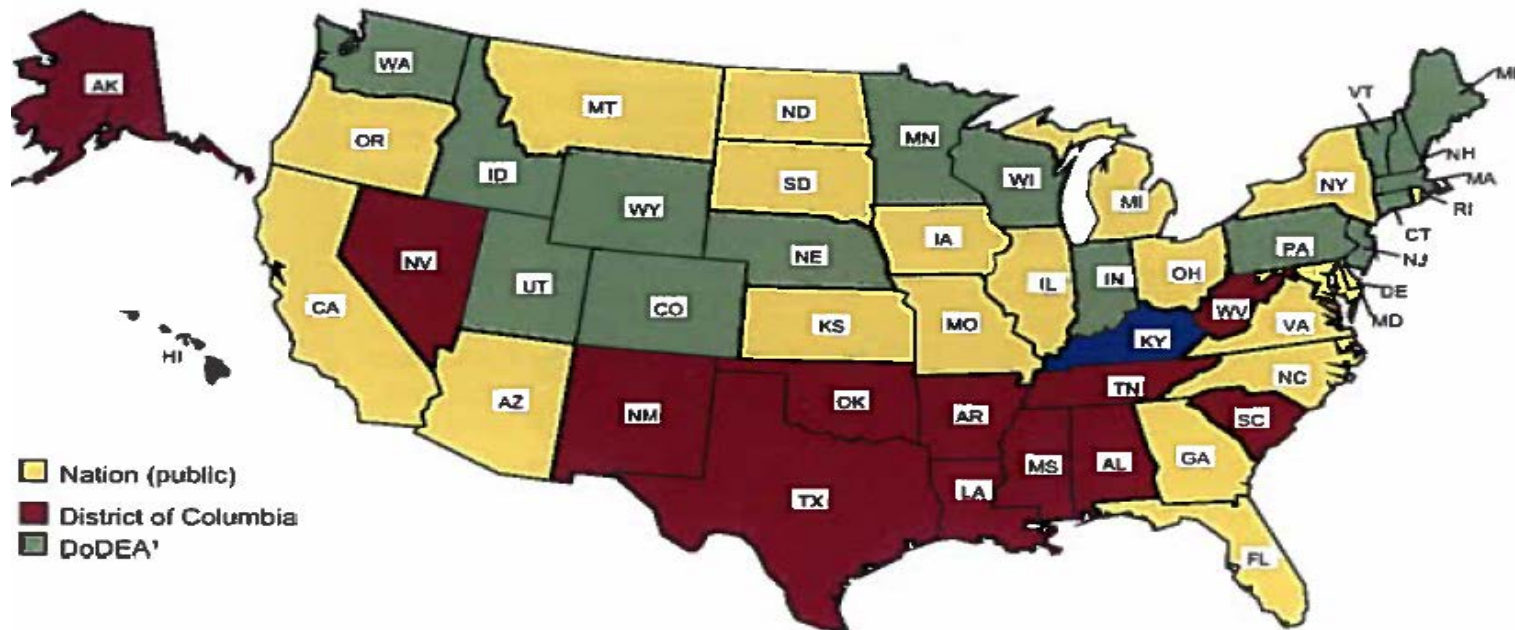 AK
WA
MT
ND
MN
VT
ME
OR
ID
SD
WI
MI
NY
NH
MA
RI
WY
IA
CT
NJ
NV
UT
NE
IL
IN
OH
PA
DE
MD
CA
CO
KS
MO
KY
WV
VA
HI
AZ
NM
OK
AR
TN
NC
SC
MS
AL
GA
LA
TX
FL
Nation (public)
District of Columbia
DoDEA¹